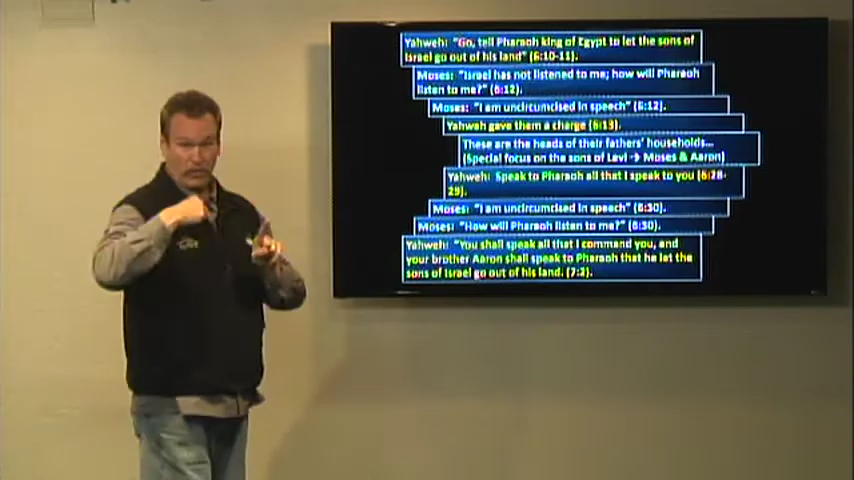 Yahweh: "Go, tell Pharaoh king of Egypt to let the sons of
Israel go out of his land" (6:10-11).
Moses: "Israel has not listened to me; how will Pharaoh
listen to me?" (6:12).
Moses: "I am uncircumcised in speech" (6:12).
Yahweh gave them a charge (6:13).
These are the heads of their fathers' households...
(Special focus on the sons of Levi → Moses & Aaron)
Yahweh: Speak to Pharaoh all that I speak to you (6:28-
29).
Moses: "I am uncircumcised in speech" (6:30).
Moses: "How will Pharaoh listen to me?" (6:30).
Yahweh: "You shall speak all that I command you, and
your brother Aaron shall speak to Pharaoh that he let the
sons of Israel go out of his land. (7:2).